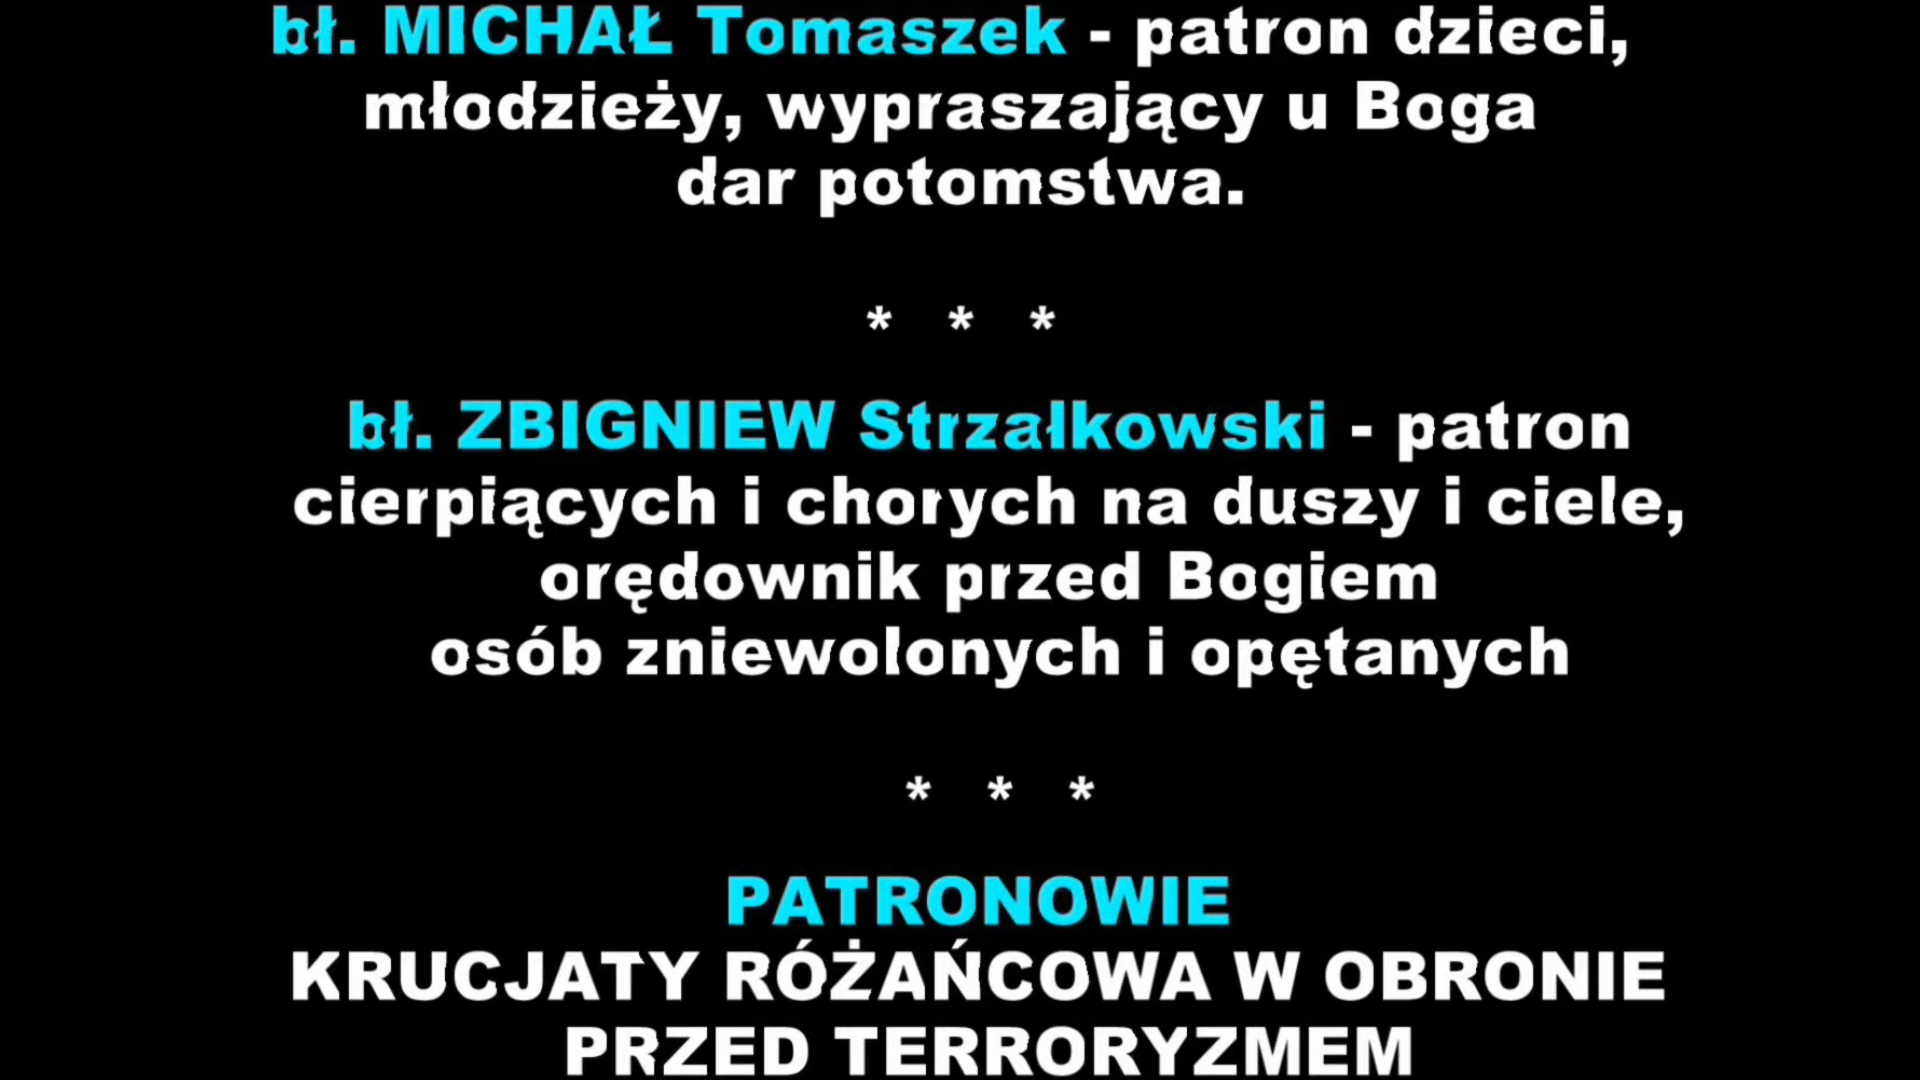 bł. MICHAŁ Tomaszek - patron dzieci,
młodzieży, wypraszający u Boga
dar potomstwa.
* * *
bł. ZBIGNIEW Strzałkowski - patron
cierpiących i chorych na duszy i ciele,
orędownik przed Bogiem
osób zniewolonych i opętanych
* * *
PATRONOWIE
KRUCJATY RÓŻAŃCOWA W OBRONIE
PRZED TERRORYZMEM